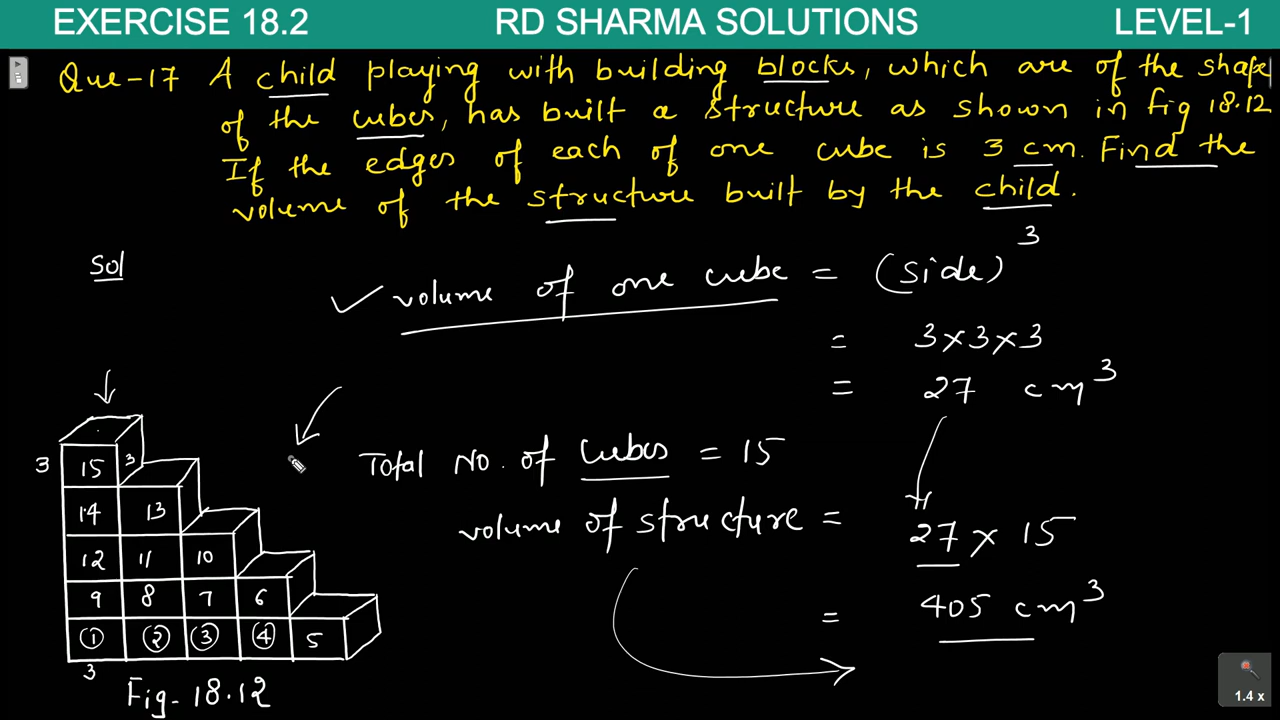 EXERCISE 18.2 RD SHARMA SOLUTIONS LEVEL-1
Que-17 A child playing with building blocks, which are of the shape
of the cubes, has built a structure as shown in fig 18.12
If the edges of each of one cube is 3 cm. Find the
volume of the structure built by the child.
Sol
volume of one cube = (side)³
= 3×3×3
= 27 cm³
Total No. of cubes = 15
volume of structure = 27 × 15
= 405 cm³
3 15 3
14 13
12 11 10
9 8 7 6
① ② ③ ④ 5
3
Fig-18.12
1.4 x